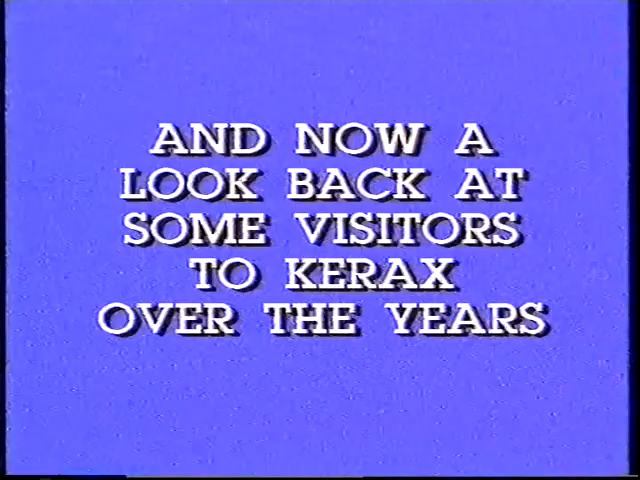 AND NOW A
LOOK BACK AT
SOME VISITORS
TO KERAX
OVER THE YEARS